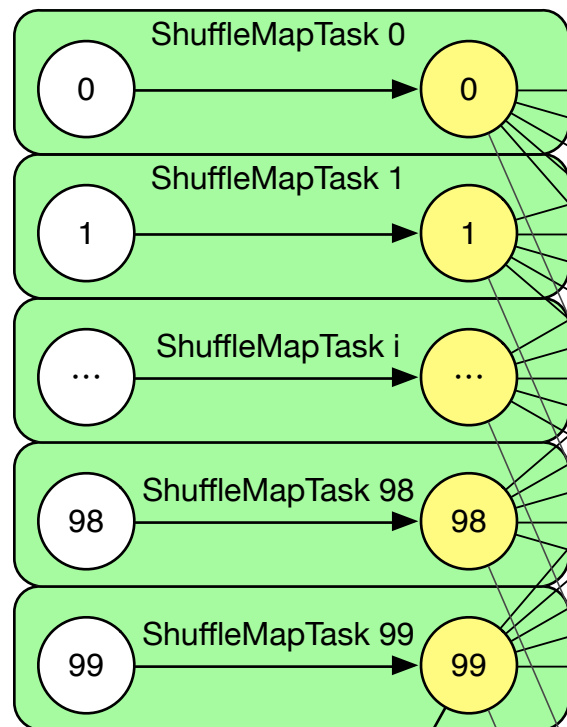 ShuffleMapTask 0
0 0
ShuffleMapTask 1
1 1
ShuffleMapTask i
... ...
ShuffleMapTask 98
98 98
ShuffleMapTask 99
99 99